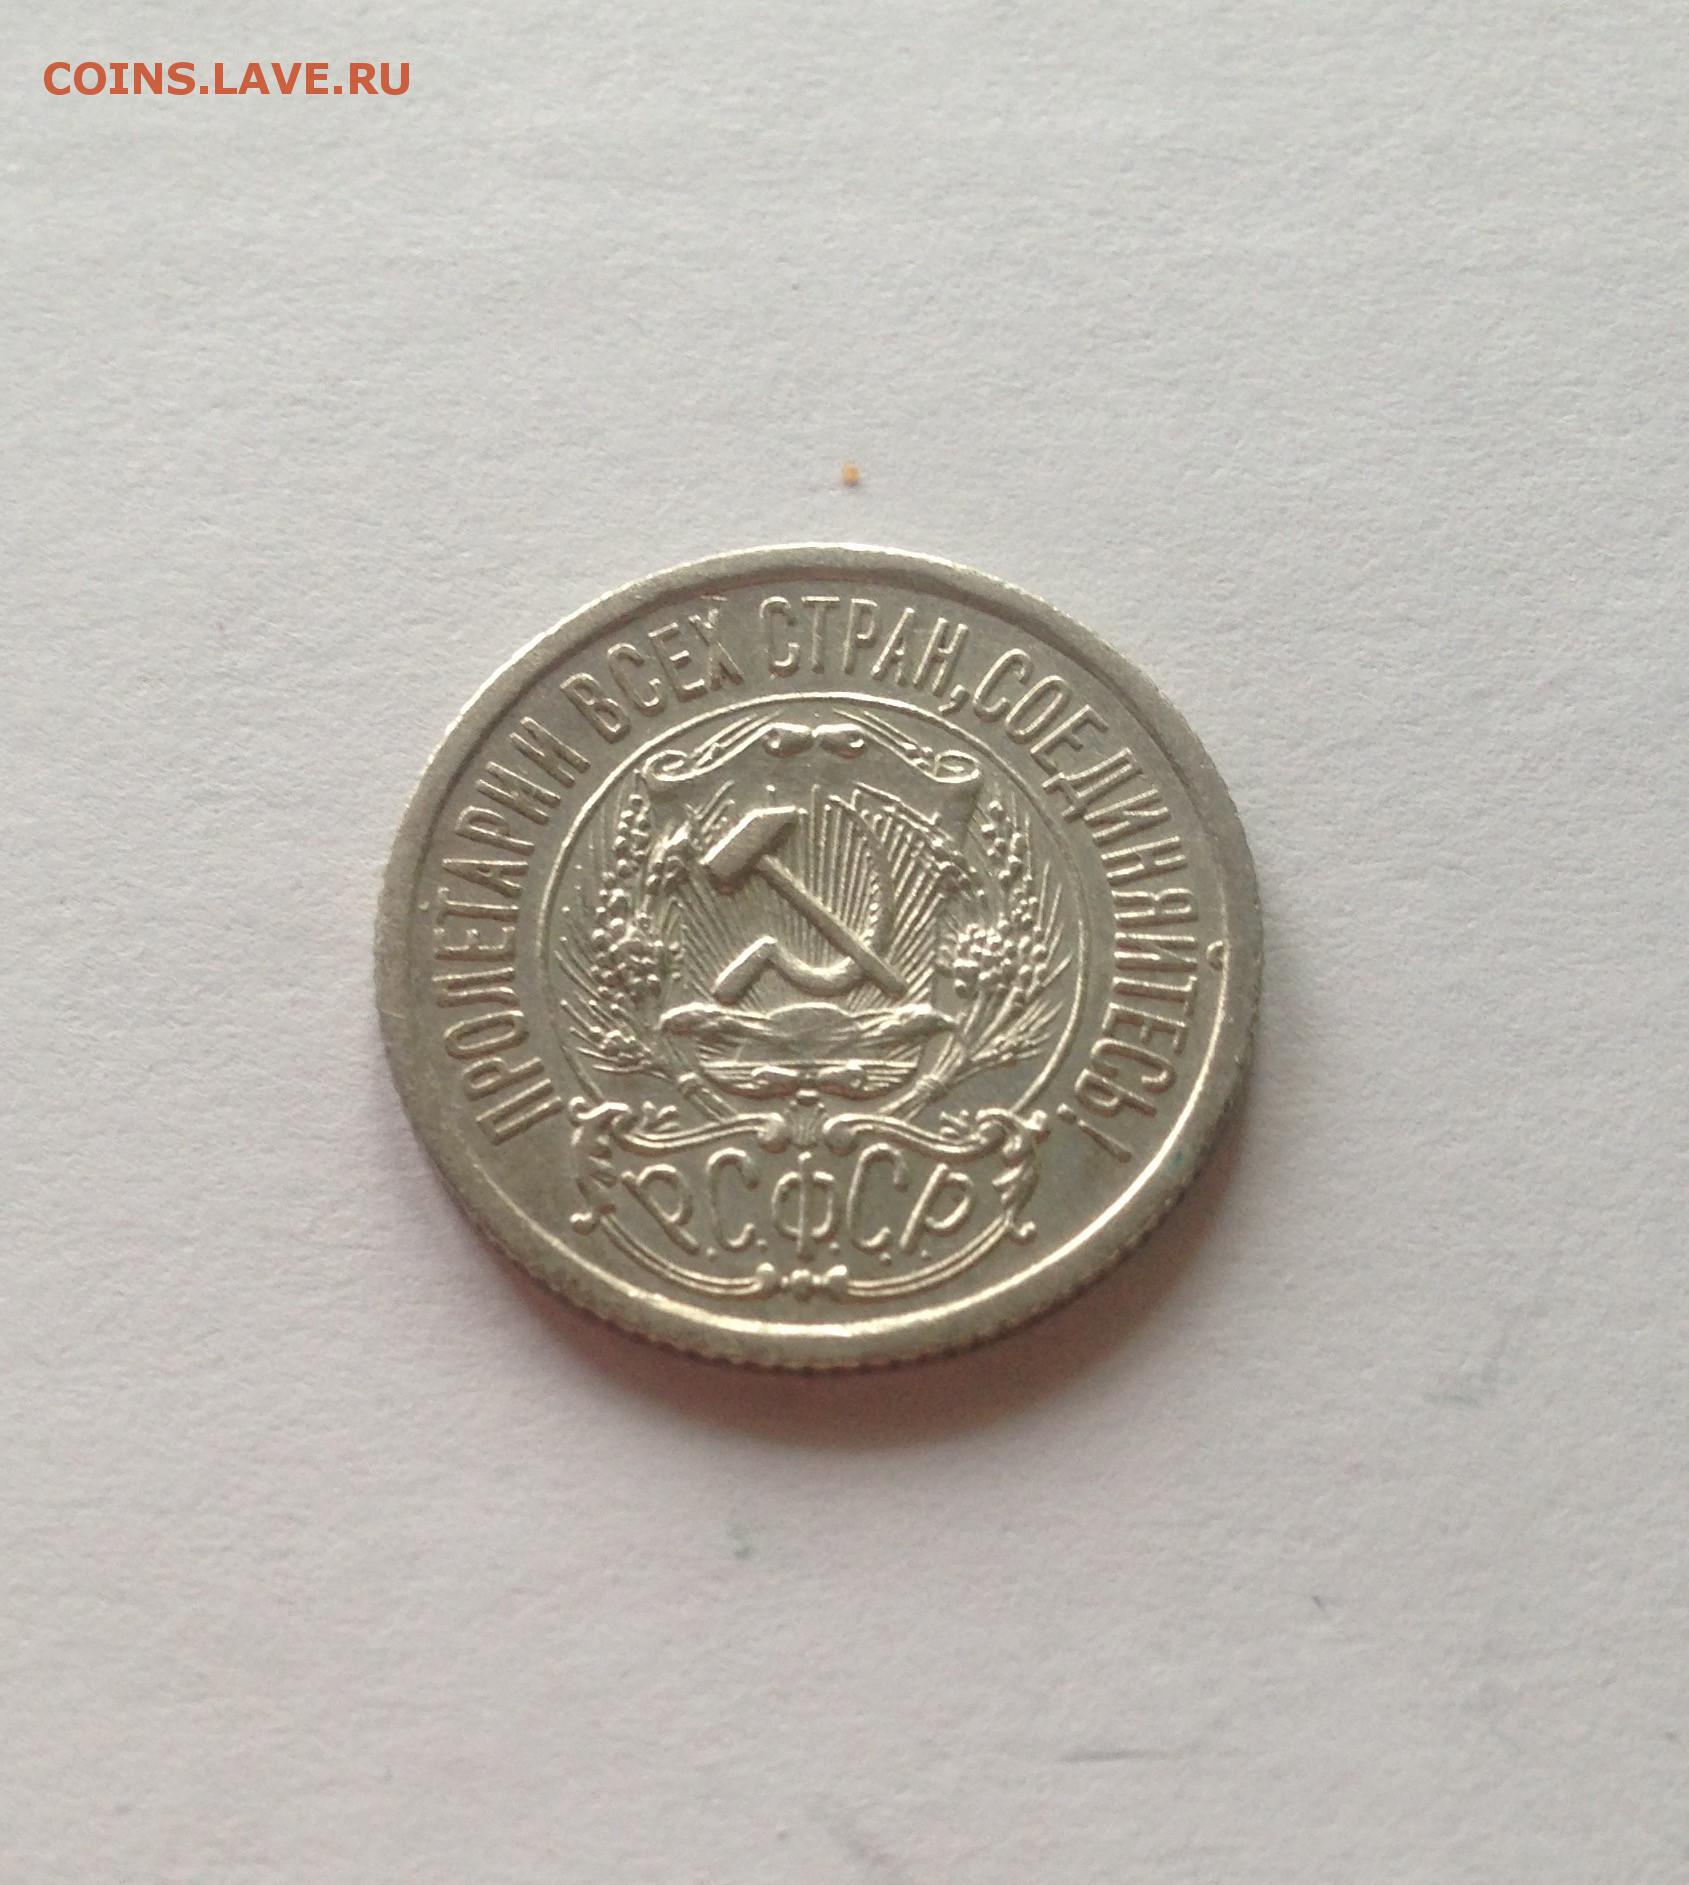 COINS.LAVE.RU
ПРОЛЕТАРИИ ВСЕХ СТРАН, СОЕДИНЯЙТЕСЬ!
Р.С.Ф.С.Р.